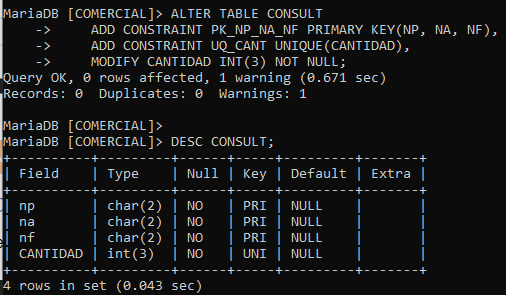 MariaDB [COMERCIAL]> ALTER TABLE CONSULT
    ->     ADD CONSTRAINT PK_NP_NA_NF PRIMARY KEY(NP, NA, NF),
    ->     ADD CONSTRAINT UQ_CANT UNIQUE(CANTIDAD),
    ->     MODIFY CANTIDAD INT(3) NOT NULL;
Query OK, 0 rows affected, 1 warning (0.671 sec)
Records: 0  Duplicates: 0  Warnings: 1
MariaDB [COMERCIAL]>
MariaDB [COMERCIAL]> DESC CONSULT;
+----------+---------+------+-----+---------+-------+
| Field    | Type    | Null | Key | Default | Extra |
+----------+---------+------+-----+---------+-------+
| np       | char(2) | NO   | PRI | NULL    |       |
| na       | char(2) | NO   | PRI | NULL    |       |
| nf       | char(2) | NO   | PRI | NULL    |       |
| CANTIDAD | int(3)  | NO   | UNI | NULL    |       |
+----------+---------+------+-----+---------+-------+
4 rows in set (0.043 sec)